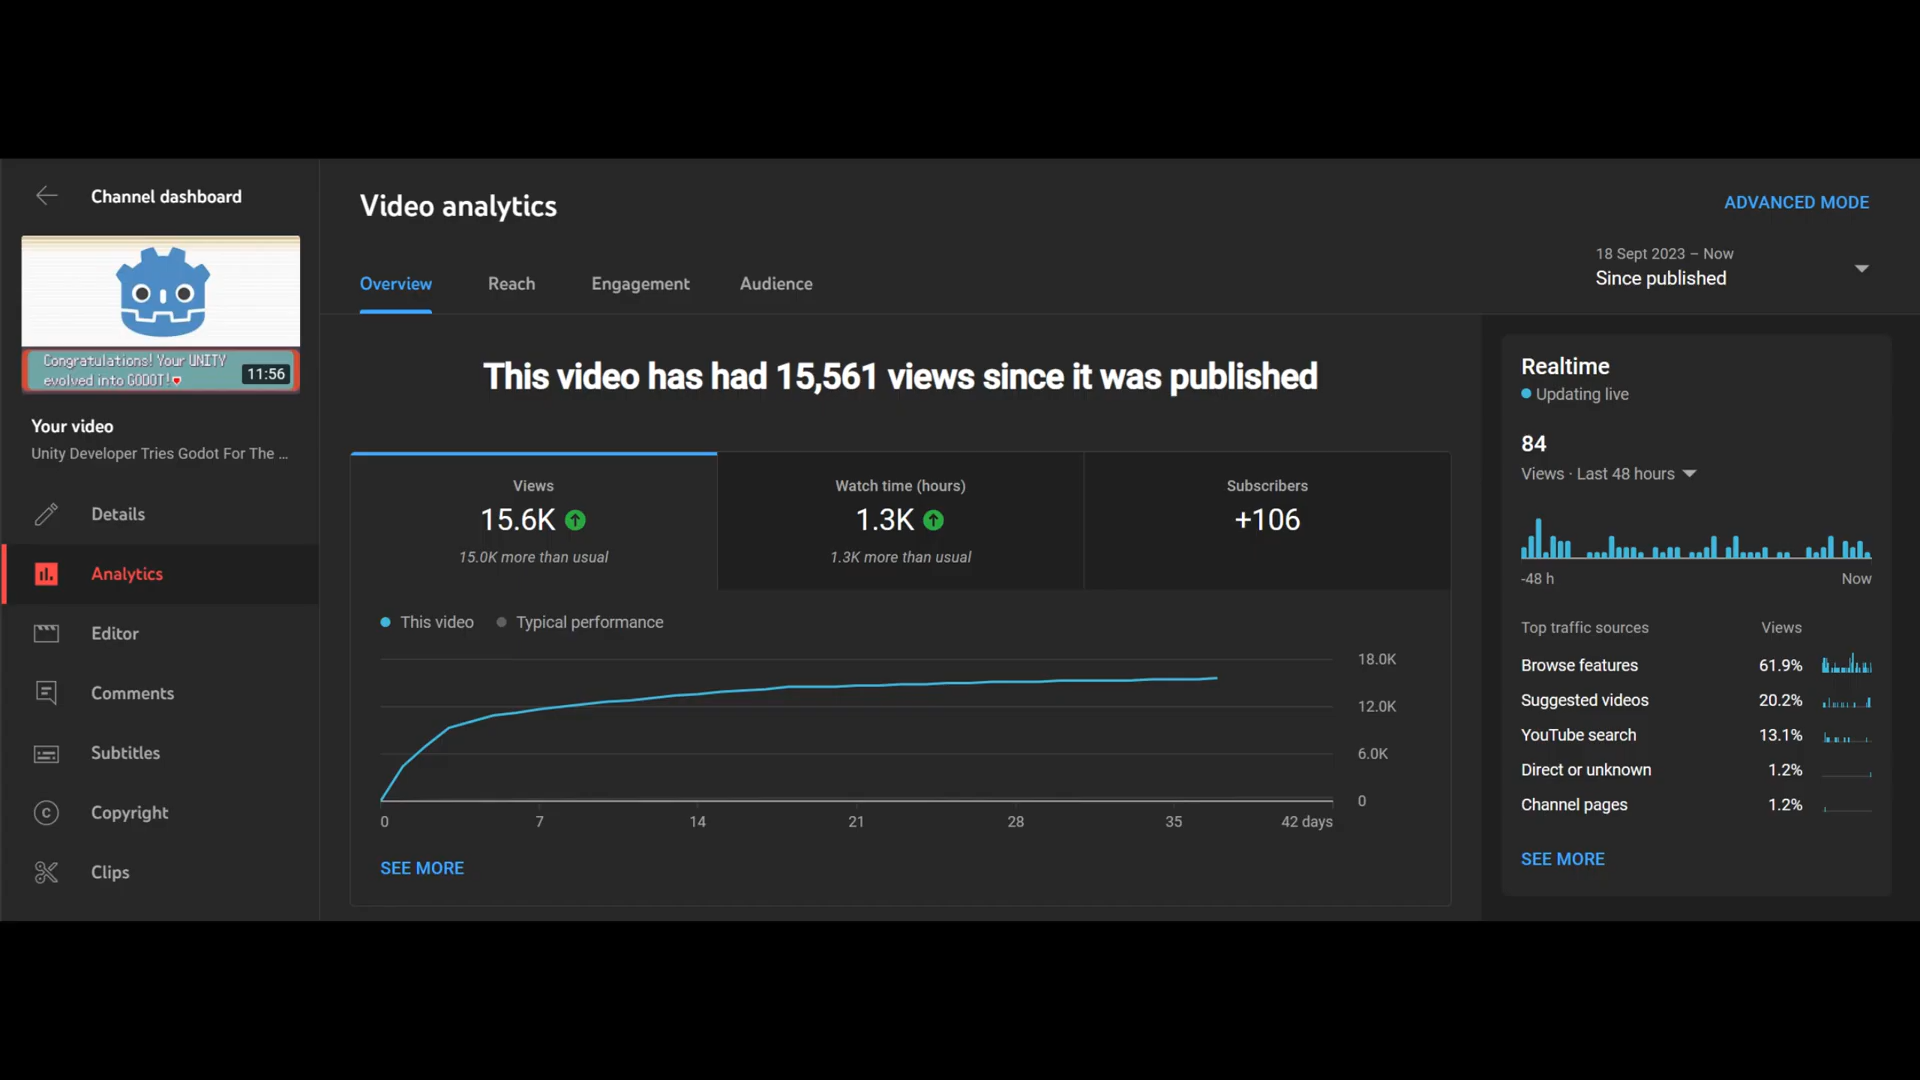 Channel dashboard
Congratulations! Your UNITY
evolved into GODOT!
11:56
Your video
Unity Developer Tries Godot For The ...
Details
Analytics
Editor
Comments
Subtitles
Copyright
Clips
Video analytics
ADVANCED MODE
Overview Reach Engagement Audience
18 Sept 2023 – Now
Since published
This video has had 15,561 views since it was published
Views
15.6K
15.0K more than usual
Watch time (hours)
1.3K
1.3K more than usual
Subscribers
+106
This video Typical performance
18.0K
12.0K
6.0K
0
0 7 14 21 28 35 42 days
SEE MORE
Realtime
Updating live
84
Views · Last 48 hours
-48 h Now
Top traffic sources Views
Browse features 61.9%
Suggested videos 20.2%
YouTube search 13.1%
Direct or unknown 1.2%
Channel pages 1.2%
SEE MORE